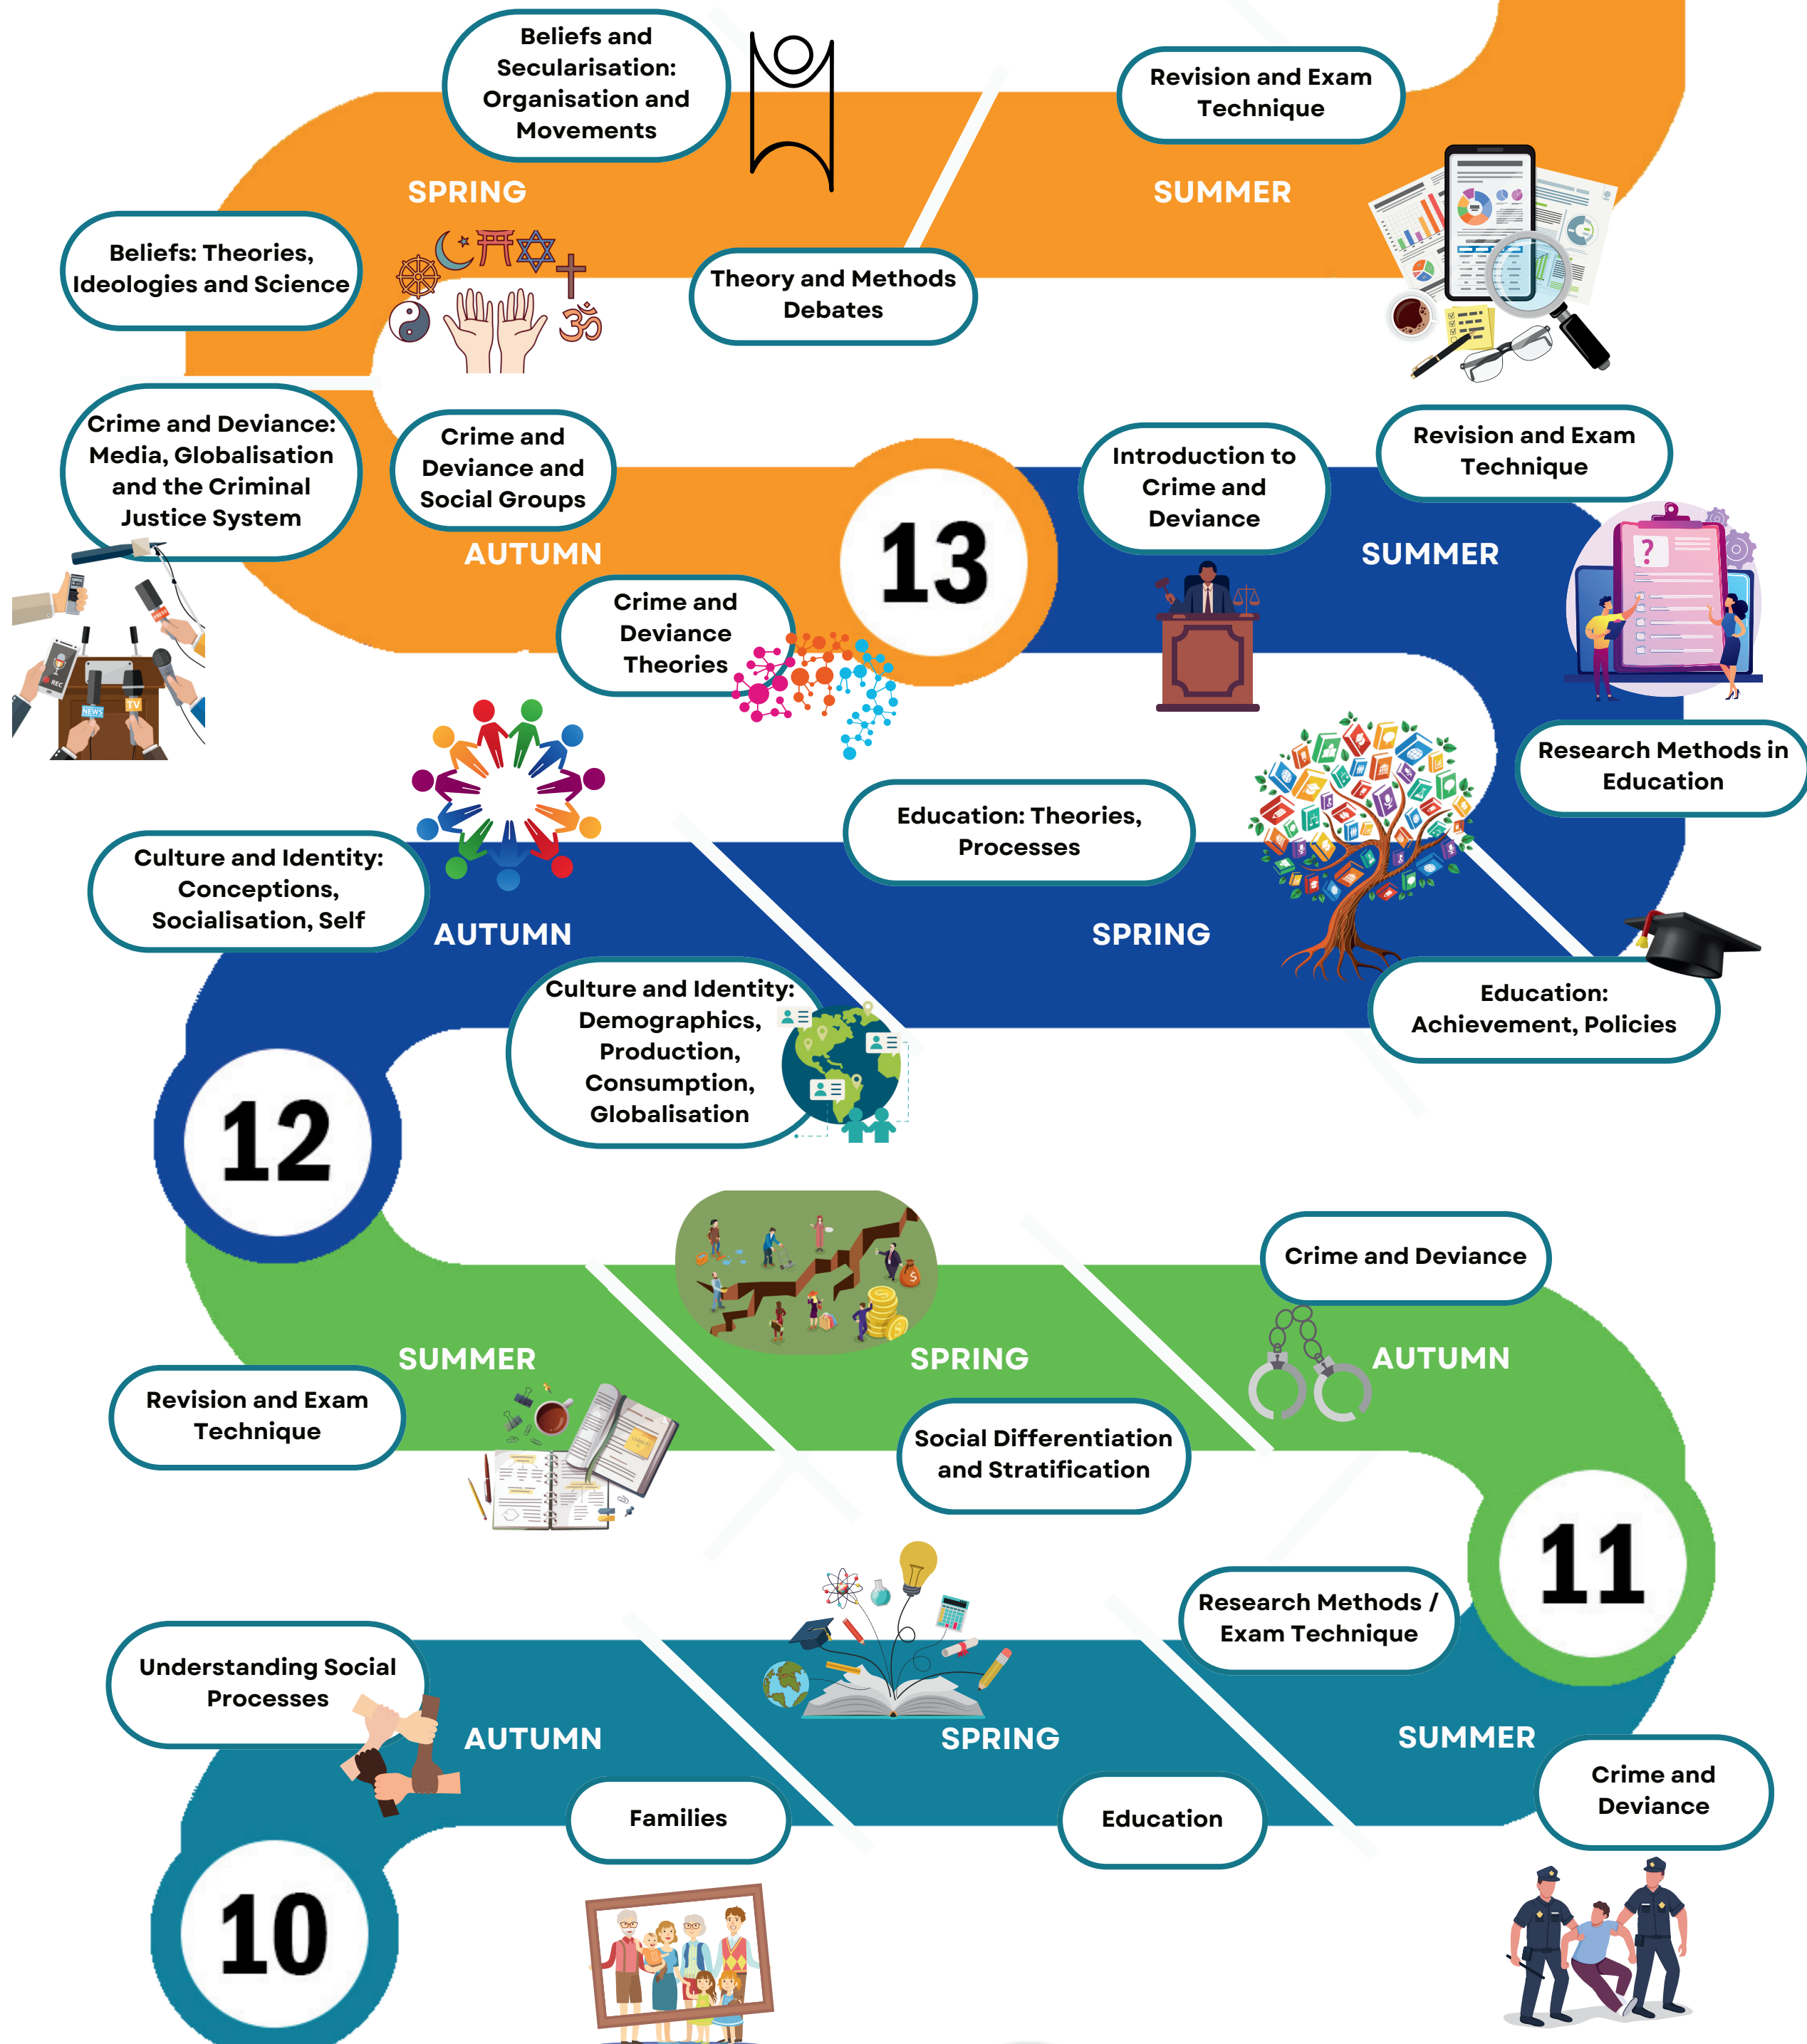 Beliefs and
Secularisation:
Organisation and
Movements
Revision and Exam
Technique
SPRING
SUMMER
Beliefs: Theories,
Ideologies and Science
Theory and Methods
Debates
Crime and Deviance:
Media, Globalisation
and the Criminal
Justice System
Crime and
Deviance and
Social Groups
AUTUMN
Crime and
Deviance
Theories
13
Introduction to
Crime and
Deviance
Revision and Exam
Technique
SUMMER
?
REC
NEWS
TV
Research Methods in
Education
Education: Theories,
Processes
Culture and Identity:
Conceptions,
Socialisation, Self
AUTUMN
SPRING
Culture and Identity:
Demographics,
Production,
Consumption,
Globalisation
Education:
Achievement, Policies
12
Crime and Deviance
SUMMER
SPRING
AUTUMN
Revision and Exam
Technique
Social Differentiation
and Stratification
11
Research Methods /
Exam Technique
Understanding Social
Processes
AUTUMN
SPRING
SUMMER
Families
Education
Crime and
Deviance
10